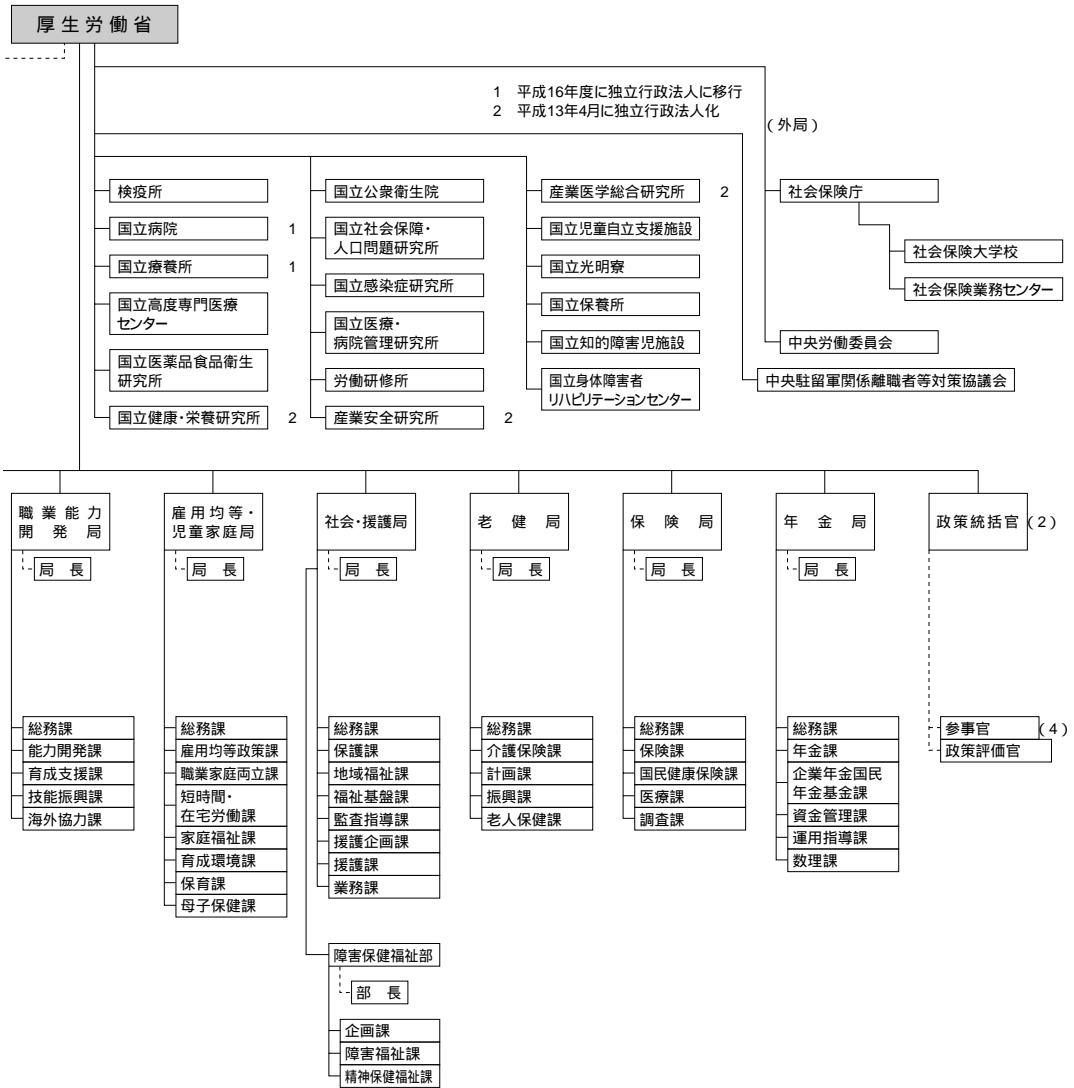 厚生労働省
1 平成16年度に独立行政法人に移行
2 平成13年4月に独立行政法人化
(外局)
検疫所
国立病院 1
国立療養所 1
国立高度専門医療
センター
国立医薬品食品衛生
研究所
国立健康・栄養研究所 2
国立公衆衛生院
国立社会保障・
人口問題研究所
国立感染症研究所
国立医療・
病院管理研究所
労働研修所
産業安全研究所 2
産業医学総合研究所 2
国立児童自立支援施設
国立光明寮
国立保養所
国立知的障害児施設
国立身体障害者
リハビリテーションセンター
社会保険庁
社会保険大学校
社会保険業務センター
中央労働委員会
中央駐留軍関係離職者等対策協議会
職業能力
開発局
局長
総務課
能力開発課
育成支援課
技能振興課
海外協力課
雇用均等・
児童家庭局
局長
総務課
雇用均等政策課
職業家庭両立課
短時間・
在宅労働課
家庭福祉課
育成環境課
保育課
母子保健課
社会・援護局
局長
総務課
保護課
地域福祉課
福祉基盤課
監査指導課
援護企画課
援護課
業務課
障害保健福祉部
部長
企画課
障害福祉課
精神保健福祉課
老健局
局長
総務課
介護保険課
計画課
振興課
老人保健課
保険局
局長
総務課
保険課
国民健康保険課
医療課
調査課
年金局
局長
総務課
年金課
企業年金国民
年金基金課
資金管理課
運用指導課
数理課
政策統括官(2)
参事官(4)
政策評価官